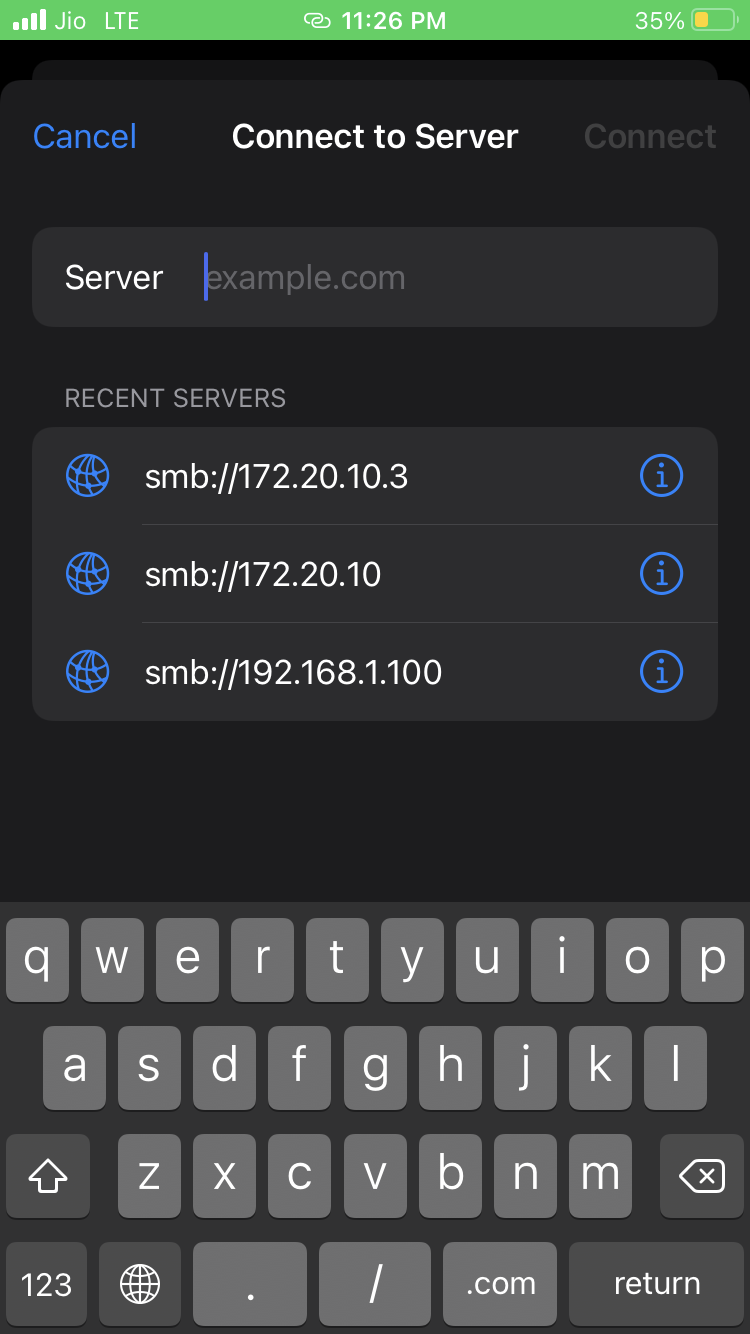 Jio LTE 11:26 PM 35%
Cancel Connect to Server Connect
Server example.com
RECENT SERVERS
smb://172.20.10.3
smb://172.20.10
smb://192.168.1.100
q w e r t y u i o p
a s d f g h j k l
z x c v b n m
123 . / .com return